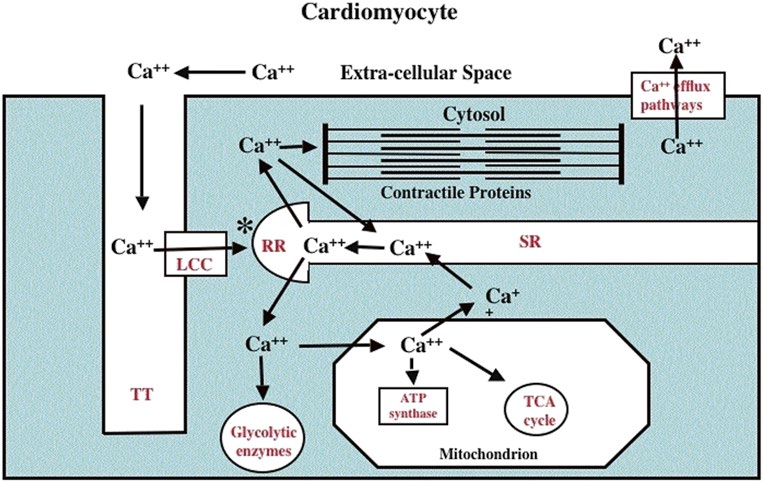 Cardiomyocyte
Ca⁺⁺
Ca⁺⁺
Ca⁺⁺
Extra-cellular Space
Ca⁺⁺ efflux
pathways
Cytosol
Ca⁺⁺
Ca⁺⁺
Contractile Proteins
*
Ca⁺⁺
LCC
RR
Ca⁺⁺
Ca⁺⁺
SR
Ca⁺
+
Ca⁺⁺
Ca⁺⁺
TT
ATP
synthase
TCA
cycle
Glycolytic
enzymes
Mitochondrion